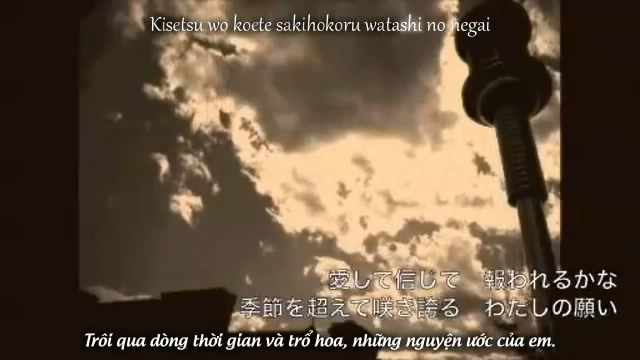 Kisetsu wo koete sakihokoru watashi no negai
愛して信じて 報われるかな
季節を超えて咲き誇る わたしの願い
Trôi qua dòng thời gian và trổ hoa, những nguyện ước của em.